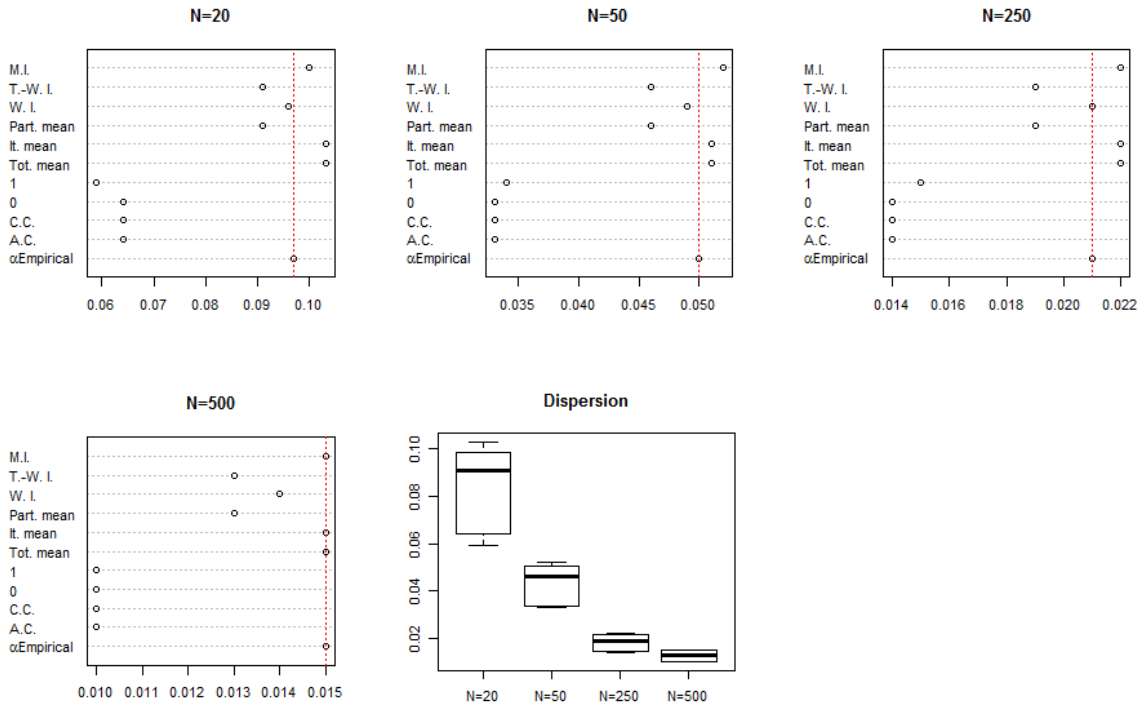 N=20
M.I.
T.-W. I.
W. I.
Part. mean
It. mean
Tot. mean
1
0
C.C.
A.C.
αEmpirical
0.06 0.07 0.08 0.09 0.10
N=50
M.I.
T.-W. I.
W. I.
Part. mean
It. mean
Tot. mean
1
0
C.C.
A.C.
αEmpirical
0.035 0.040 0.045 0.050
N=250
M.I.
T.-W. I.
W. I.
Part. mean
It. mean
Tot. mean
1
0
C.C.
A.C.
αEmpirical
0.014 0.016 0.018 0.020 0.022
N=500
M.I.
T.-W. I.
W. I.
Part. mean
It. mean
Tot. mean
1
0
C.C.
A.C.
αEmpirical
0.010 0.011 0.012 0.013 0.014 0.015
Dispersion
0.10
0.08
0.06
0.04
0.02
N=20 N=50 N=250 N=500